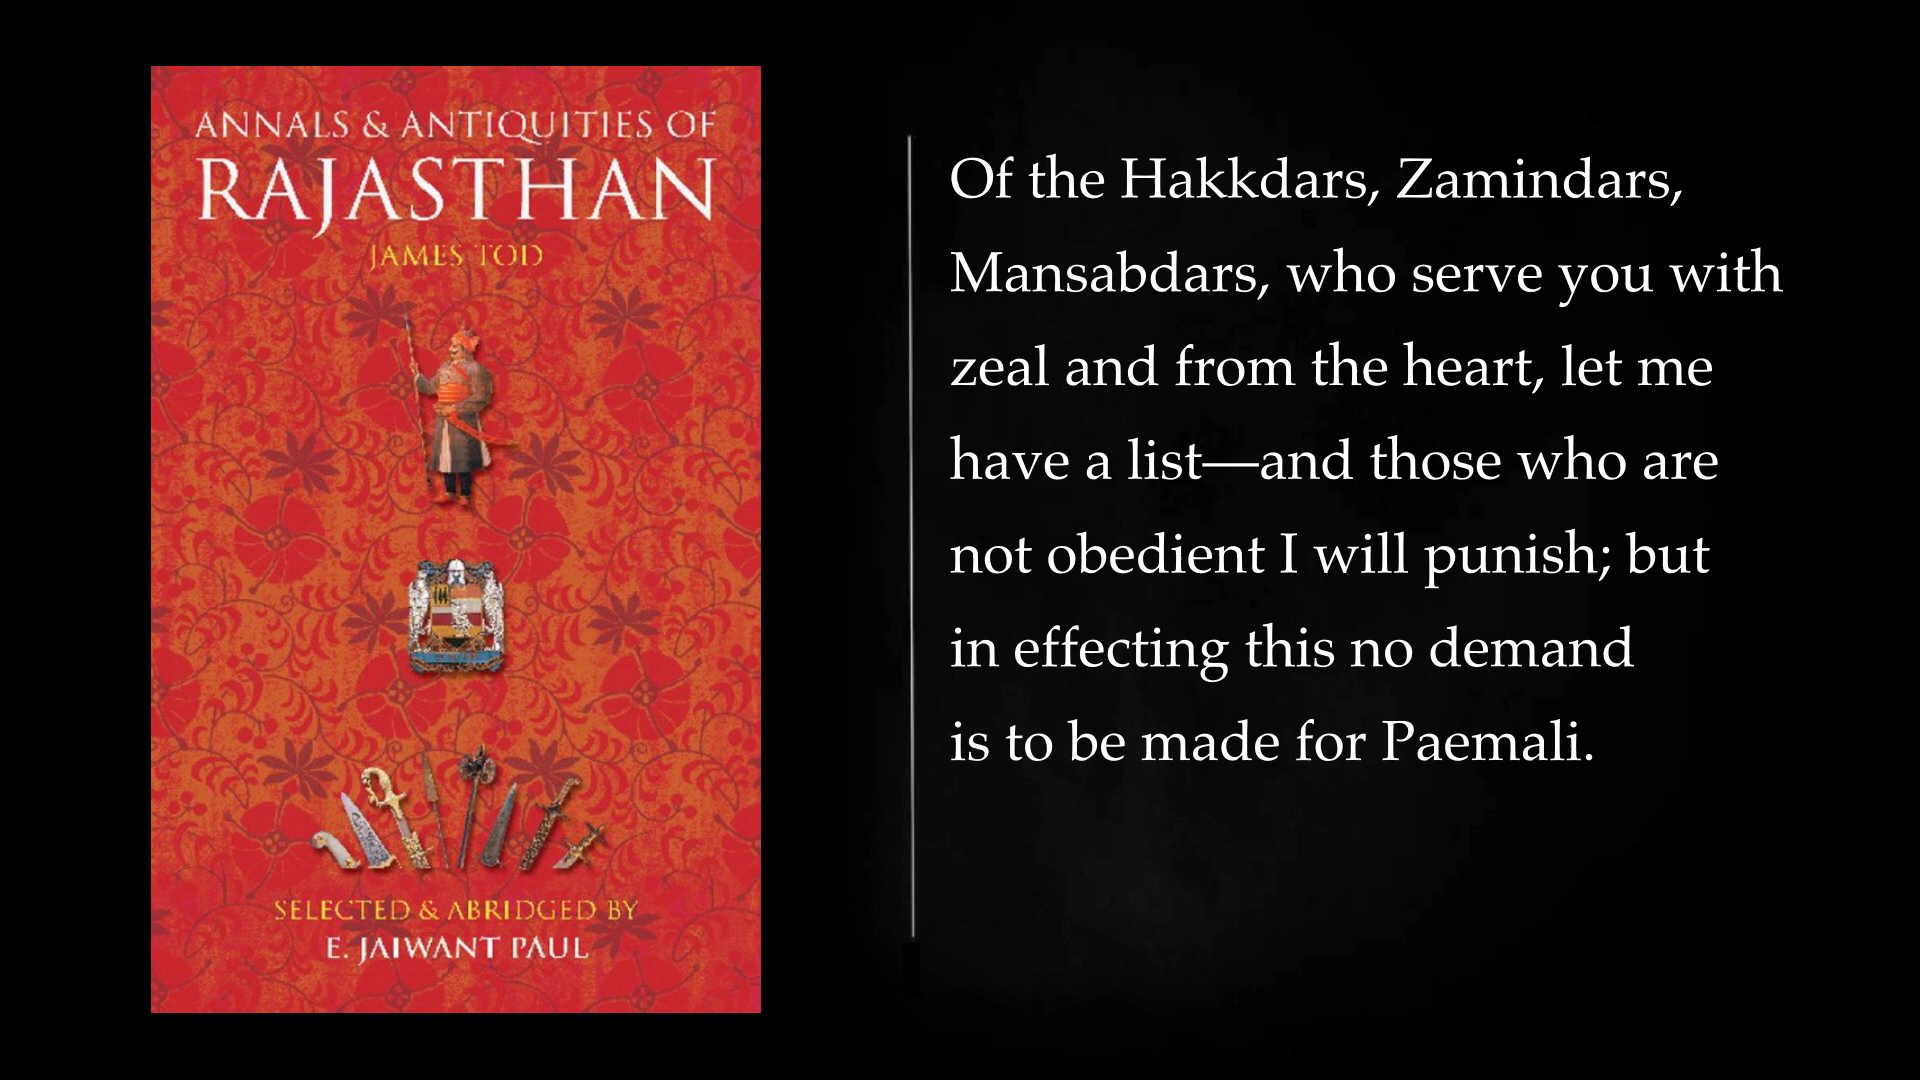 ANNALS & ANTIQUITIES OF
RAJASTHAN
JAMES TOD
SELECTED & ABRIDGED BY
E. JAIWANT PAUL
Of the Hakkdars, Zamindars,
Mansabdars, who serve you with
zeal and from the heart, let me
have a list—and those who are
not obedient I will punish; but
in effecting this no demand
is to be made for Paemali.